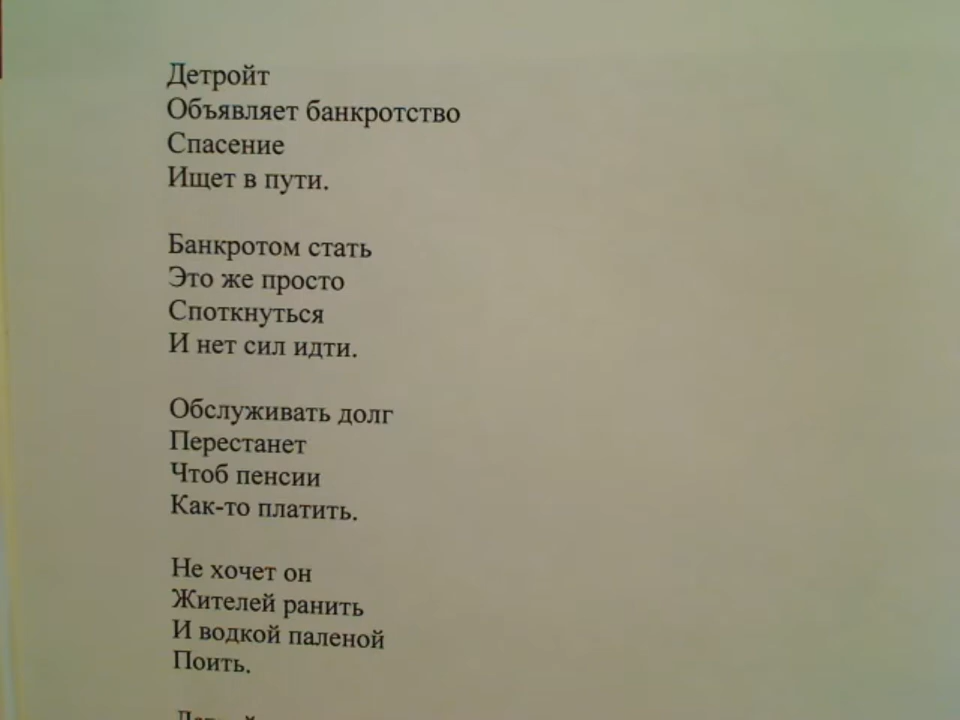 Детройт
Объявляет банкротство
Спасение
Ищет в пути.
Банкротом стать
Это же просто
Споткнуться
И нет сил идти.
Обслуживать долг
Перестанет
Чтоб пенсии
Как-то платить.
Не хочет он
Жителей ранить
И водкой паленой
Поить.